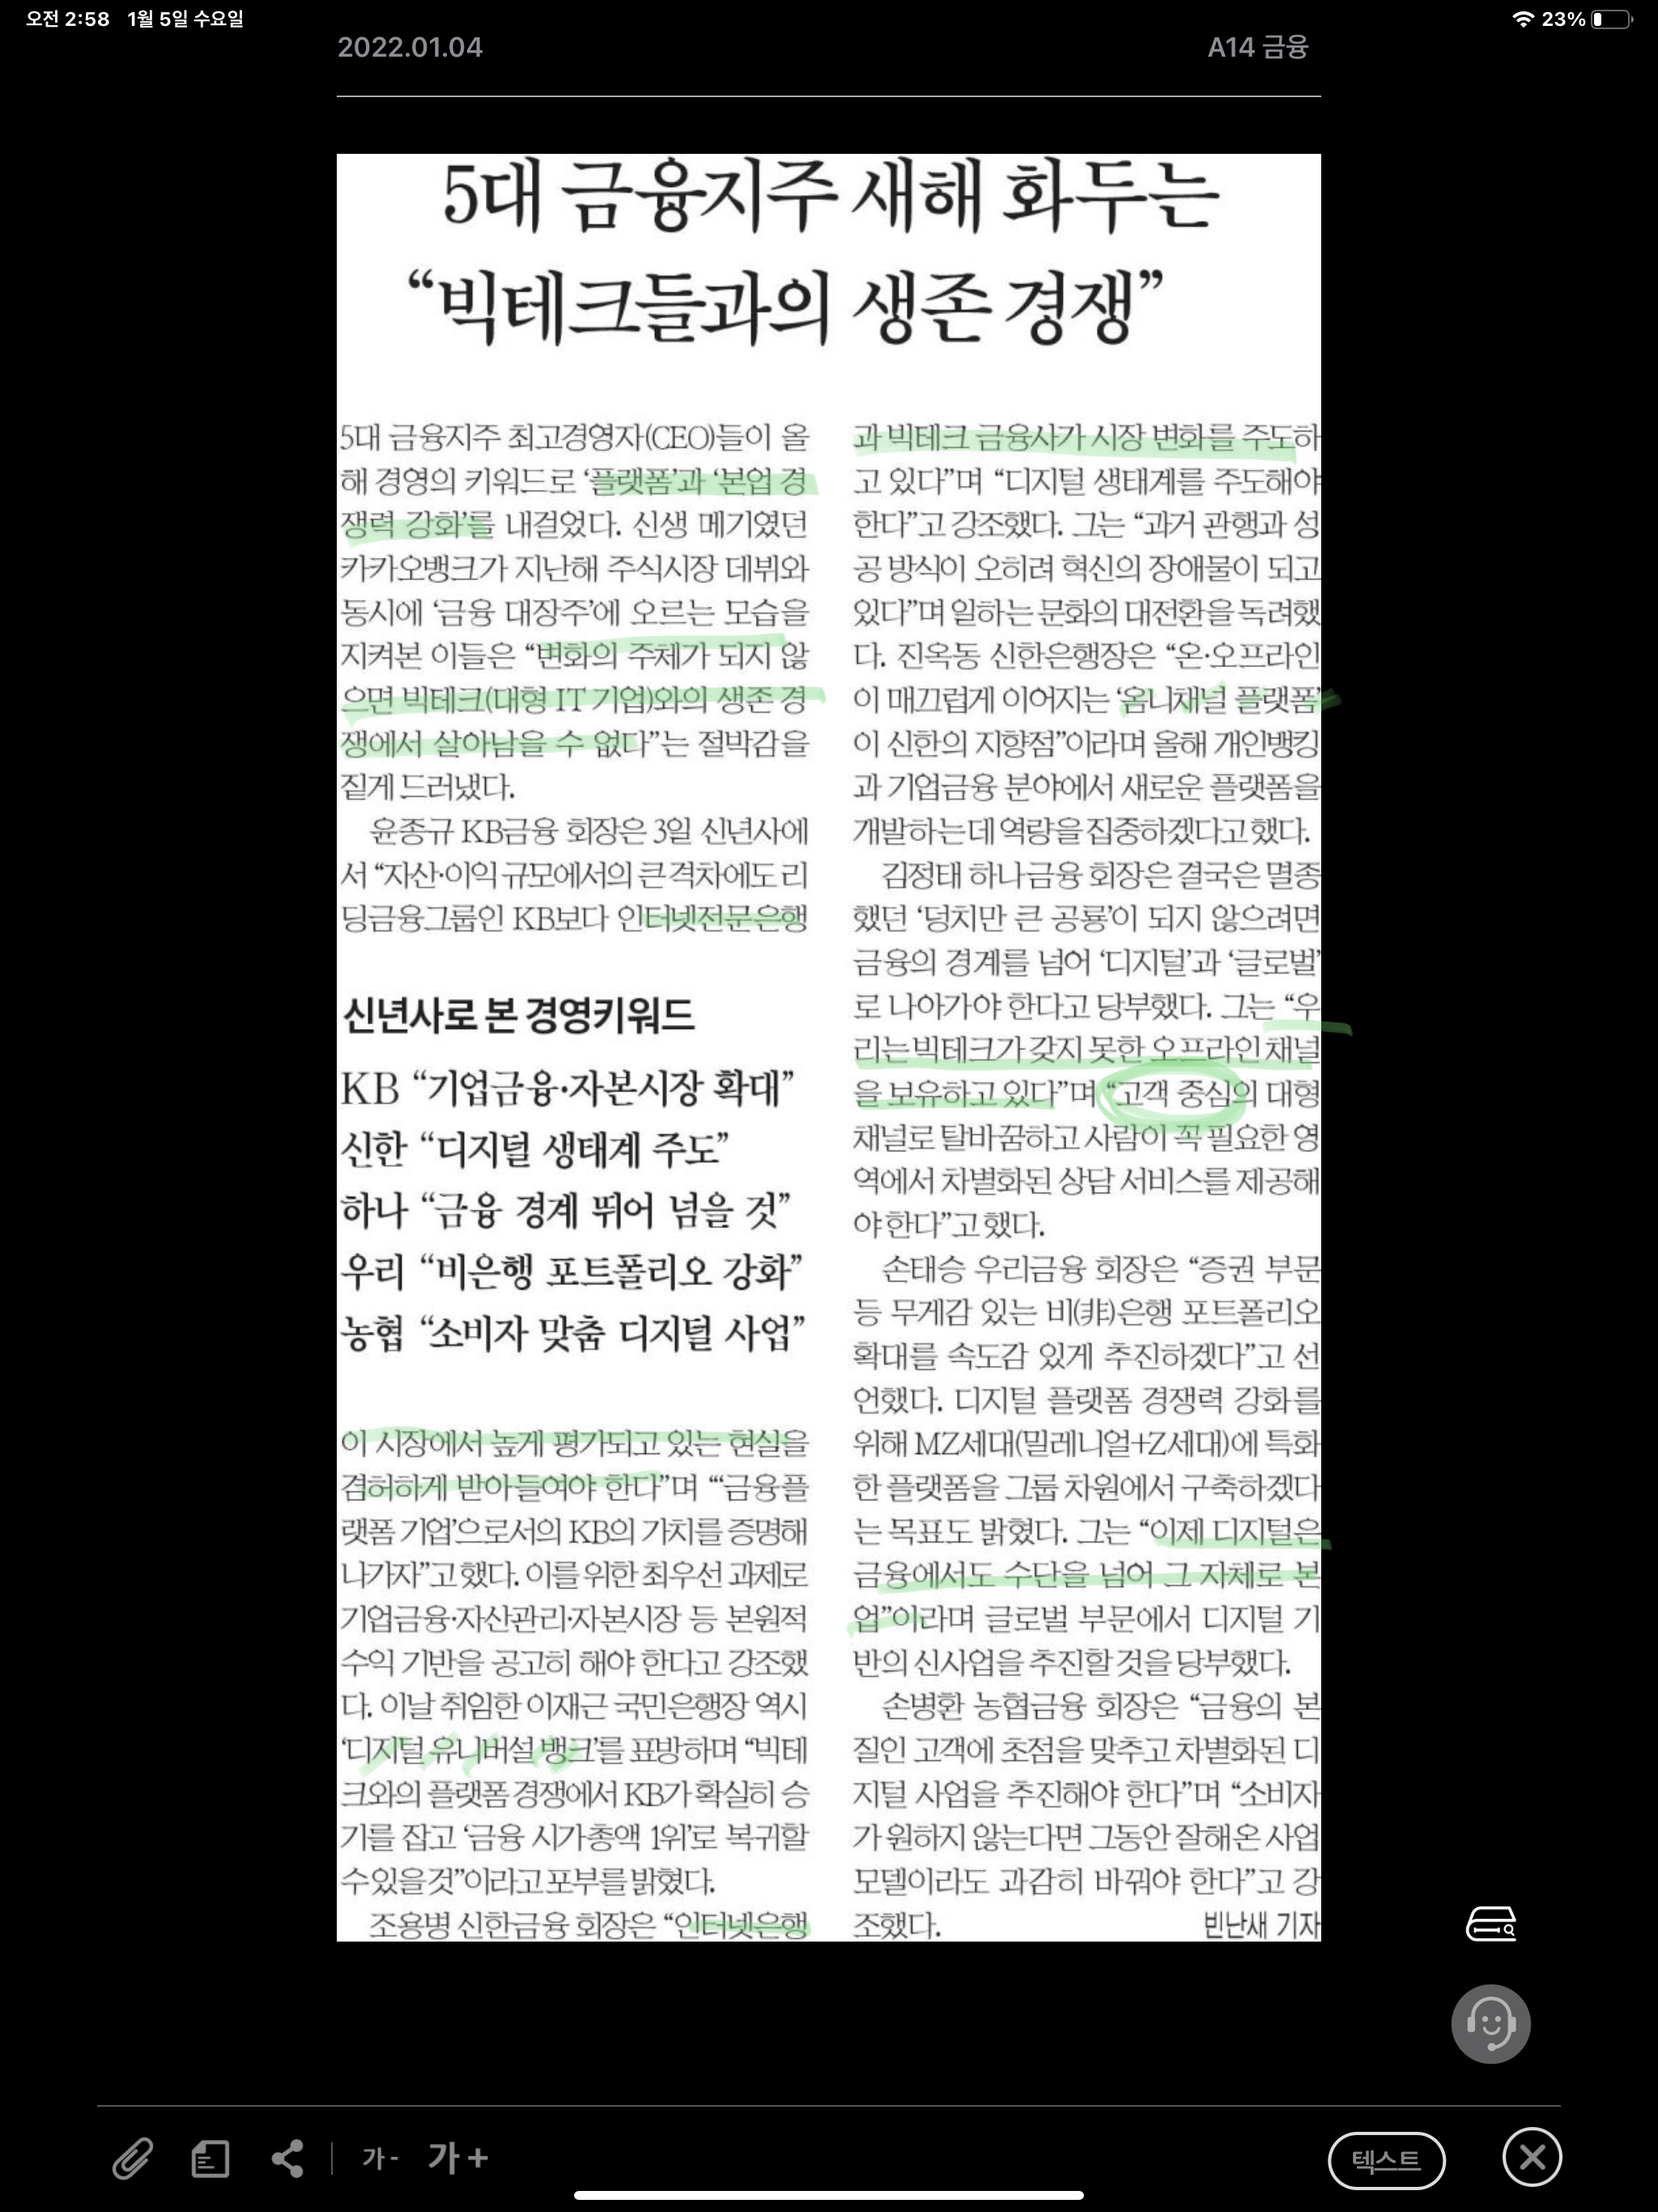 오전 2:58 1월 5일 수요일
23%
2022.01.04
A14 금융
5대 금융지주 새해 화두는
“빅테크들과의 생존 경쟁”
5대 금융지주 최고경영자(CEO)들이 올
해 경영의 키워드로 ‘플랫폼’과 ‘본업 경
쟁력 강화’를 내걸었다. 신생 메기였던
카카오뱅크가 지난해 주식시장 데뷔와
동시에 ‘금융 대장주’에 오르는 모습을
지켜본 이들은 “변화의 주체가 되지 않
으면 빅테크(대형 IT 기업)와의 생존 경
쟁에서 살아남을 수 없다”는 절박감을
짙게 드러냈다.
윤종규 KB금융 회장은 3일 신년사에
서 “자산·이익 규모에서의 큰 격차에도 리
딩금융그룹인 KB보다 인터넷전문은행
신년사로 본 경영키워드
KB “기업금융·자본시장 확대”
신한 “디지털 생태계 주도”
하나 “금융 경계 뛰어 넘을 것”
우리 “비은행 포트폴리오 강화”
농협 “소비자 맞춤 디지털 사업”
이 시장에서 높게 평가되고 있는 현실을
겸허하게 받아들여야 한다”며 “‘금융플
랫폼 기업’으로서의 KB의 가치를 증명해
나가자”고 했다. 이를 위한 최우선 과제로
기업금융·자산관리·자본시장 등 본원적
수익 기반을 공고히 해야 한다고 강조했
다. 이날 취임한 이재근 국민은행장 역시
‘디지털 유니버설 뱅크’를 표방하며 “빅테
크와의 플랫폼 경쟁에서 KB가 확실히 승
기를 잡고 ‘금융 시가총액 1위’로 복귀할
수 있을 것”이라고 포부를 밝혔다.
조용병 신한금융 회장은 “인터넷은행
과 빅테크 금융사가 시장 변화를 주도하
고 있다”며 “디지털 생태계를 주도해야
한다”고 강조했다. 그는 “과거 관행과 성
공 방식이 오히려 혁신의 장애물이 되고
있다”며 일하는 문화의 대전환을 독려했
다. 진옥동 신한은행장은 “온·오프라인
이 매끄럽게 이어지는 ‘옴니채널 플랫폼’
이 신한의 지향점”이라며 올해 개인뱅킹
과 기업금융 분야에서 새로운 플랫폼을
개발하는 데 역량을 집중하겠다고 했다.
김정태 하나금융 회장은 결국은 멸종
했던 ‘덩치만 큰 공룡’이 되지 않으려면
금융의 경계를 넘어 ‘디지털’과 ‘글로벌’
로 나아가야 한다고 당부했다. 그는 “우
리는 빅테크가 갖지 못한 오프라인 채널
을 보유하고 있다”며 “고객 중심의 대형
채널로 탈바꿈하고 사람이 꼭 필요한 영
역에서 차별화된 상담 서비스를 제공해
야 한다”고 했다.
손태승 우리금융 회장은 “증권 부문
등 무게감 있는 비(非)은행 포트폴리오
확대를 속도감 있게 추진하겠다”고 선
언했다. 디지털 플랫폼 경쟁력 강화를
위해 MZ세대(밀레니얼+Z세대)에 특화
한 플랫폼을 그룹 차원에서 구축하겠다
는 목표도 밝혔다. 그는 “이제 디지털은
금융에서도 수단을 넘어 그 자체로 본
업”이라며 글로벌 부문에서 디지털 기
반의 신사업을 추진할 것을 당부했다.
손병환 농협금융 회장은 “금융의 본
질인 고객에 초점을 맞추고 차별화된 디
지털 사업을 추진해야 한다”며 “소비자
가 원하지 않는다면 그동안 잘해온 사업
모델이라도 과감히 바꿔야 한다”고 강
조했다.
빈난새 기자
가- 가+
텍스트